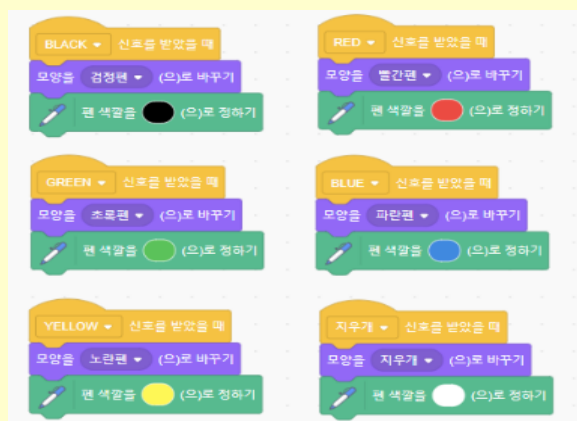 BLACK 신호를 받았을 때
모양을 검정펜 (으)로 바꾸기
펜 색깔을 (으)로 정하기
RED 신호를 받았을 때
모양을 빨간펜 (으)로 바꾸기
펜 색깔을 (으)로 정하기
GREEN 신호를 받았을 때
모양을 초록펜 (으)로 바꾸기
펜 색깔을 (으)로 정하기
BLUE 신호를 받았을 때
모양을 파란펜 (으)로 바꾸기
펜 색깔을 (으)로 정하기
YELLOW 신호를 받았을 때
모양을 노란펜 (으)로 바꾸기
펜 색깔을 (으)로 정하기
지우개 신호를 받았을 때
모양을 지우개 (으)로 바꾸기
펜 색깔을 (으)로 정하기